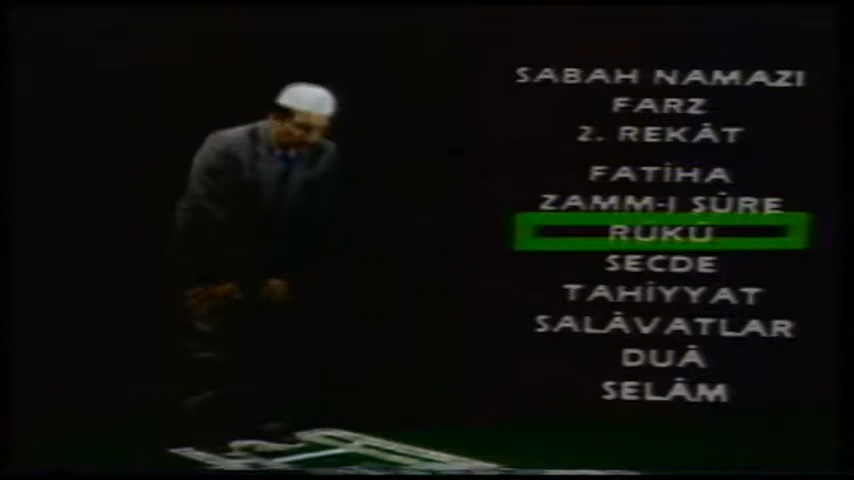 SABAH NAMAZI
FARZ
2. REKÂT
FATİHA
ZAMM-I SÛRE
RÜKÛ
SECDE
TAHİYYAT
SALÂVATLAR
DUÂ
SELÂM